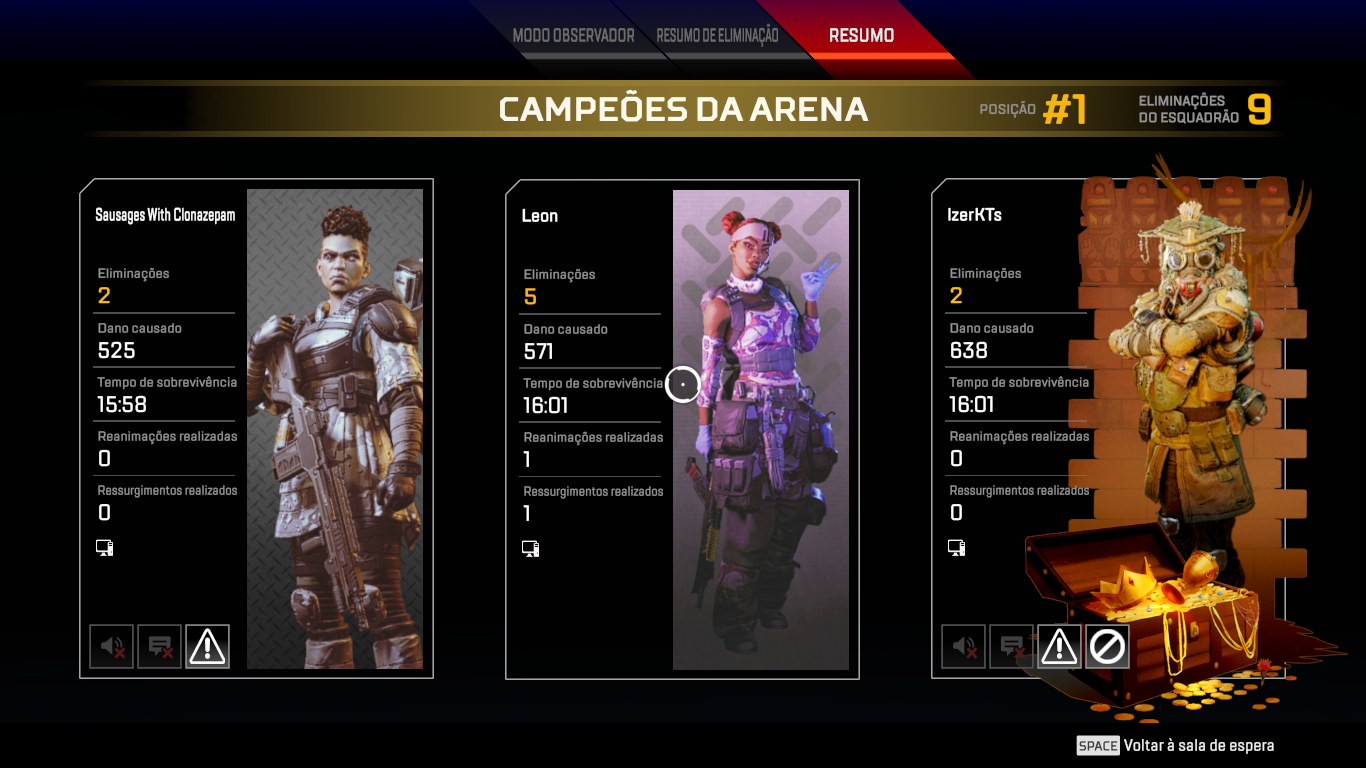 MODO OBSERVADOR
RESUMO DE ELIMINAÇÃO
RESUMO
CAMPEÕES DA ARENA
POSIÇÃO #1
ELIMINAÇÕES
DO ESQUADRÃO 9
Sausages With Clonazepam
Eliminações
2
Dano causado
525
Tempo de sobrevivência
15:58
Reanimações realizadas
0
Ressurgimentos realizados
0
Leon
Eliminações
5
Dano causado
571
Tempo de sobrevivência
16:01
Reanimações realizadas
1
Ressurgimentos realizados
1
IzerKTs
Eliminações
2
Dano causado
638
Tempo de sobrevivência
16:01
Reanimações realizadas
0
Ressurgimentos realizados
0
SPACE Voltar à sala de espera